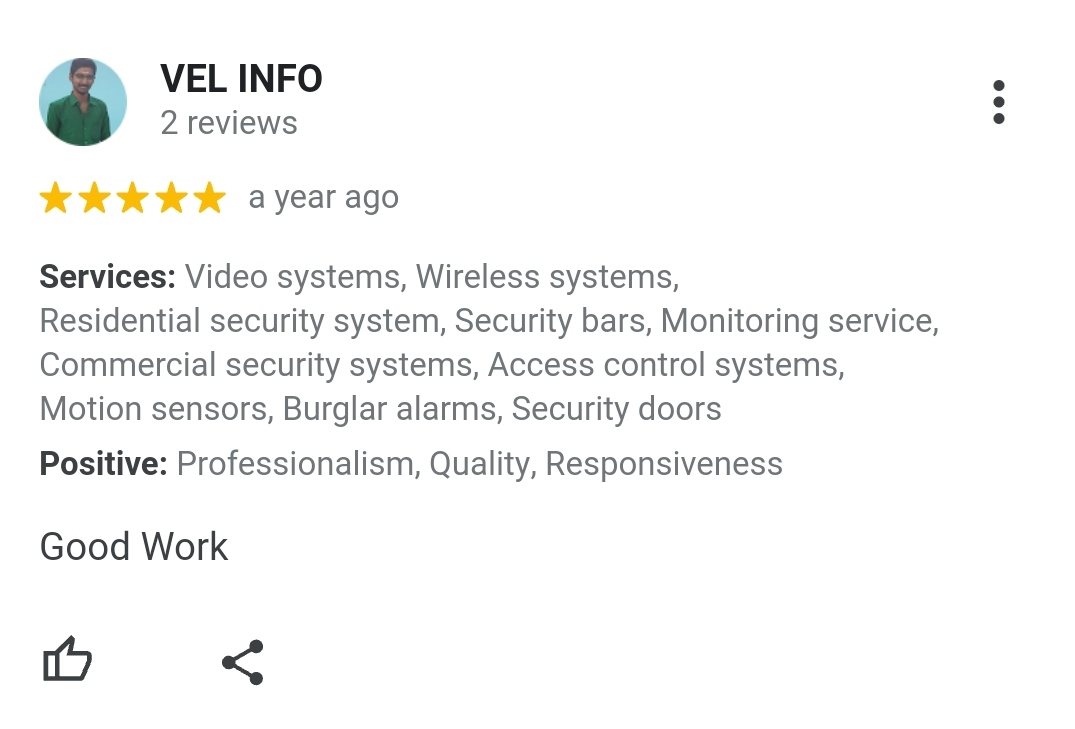 VEL INFO
2 reviews
a year ago
Services: Video systems, Wireless systems,
Residential security system, Security bars, Monitoring service,
Commercial security systems, Access control systems,
Motion sensors, Burglar alarms, Security doors
Positive: Professionalism, Quality, Responsiveness
Good Work